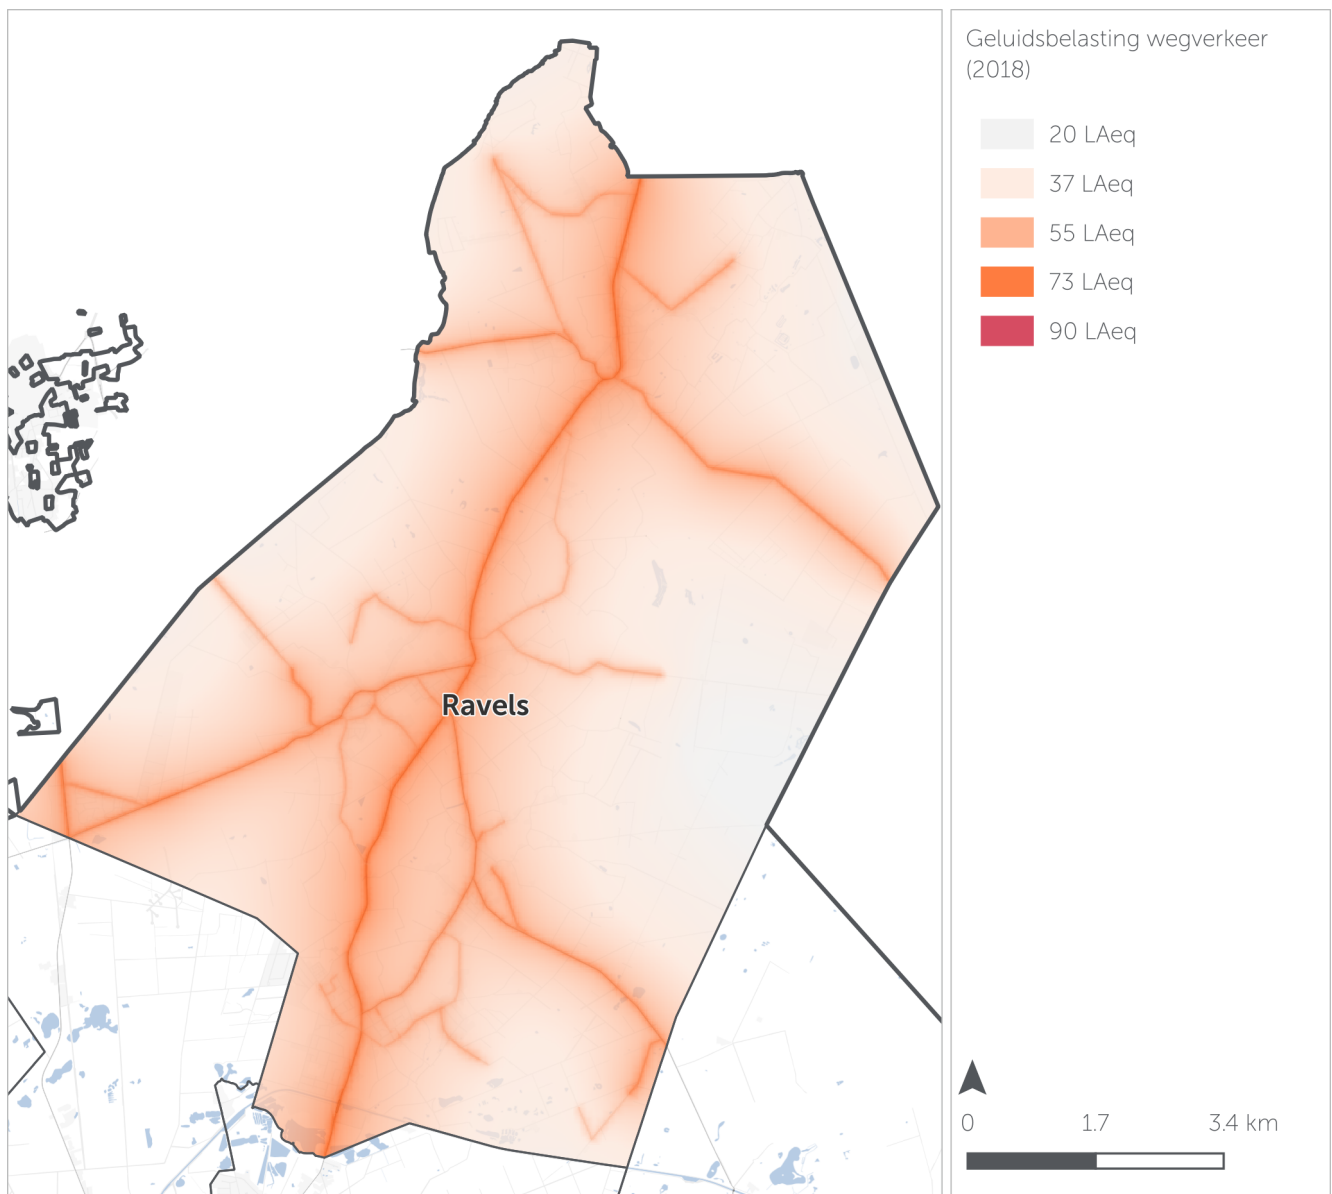 Geluidsbelasting wegverkeer
(2018)
20 LAeq
37 LAeq
55 LAeq
73 LAeq
90 LAeq
Ravels
0 1.7 3.4 km